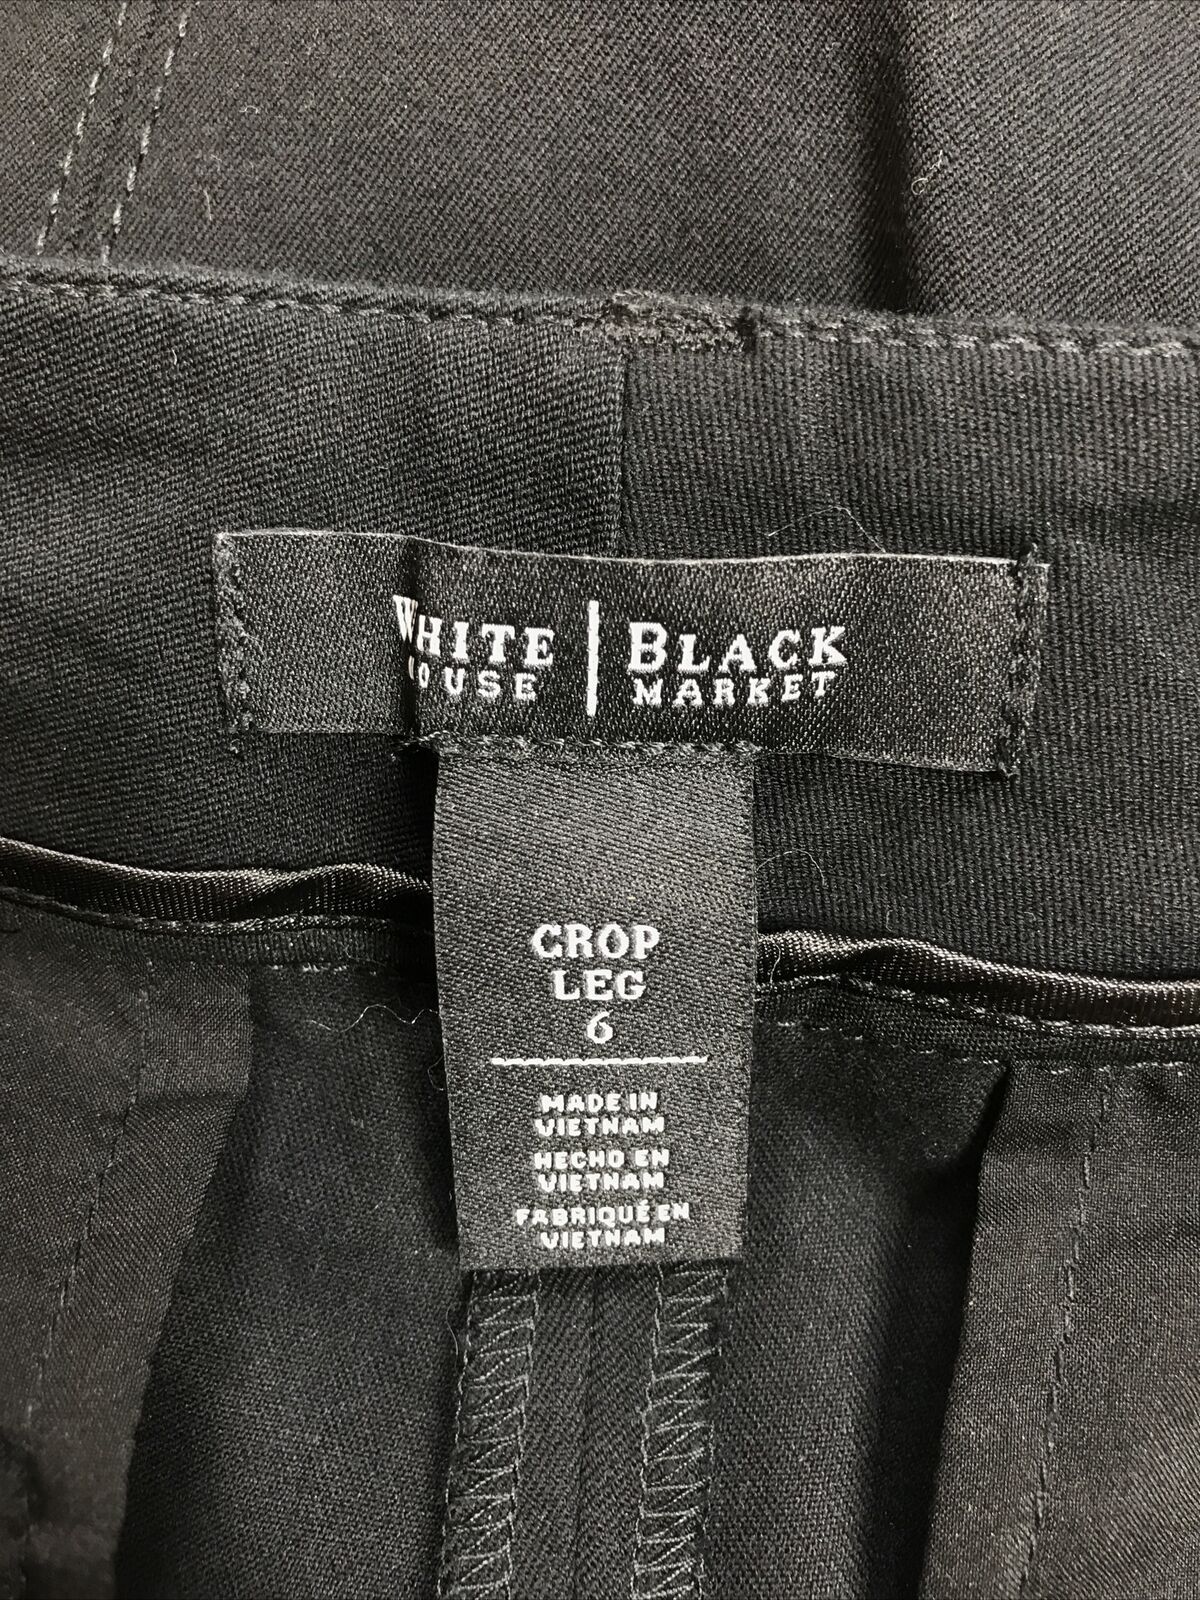 WHITE | BLACK
HOUSE | MARKET
CROP
LEG
6
MADE IN
VIETNAM
HECHO EN
VIETNAM
FABRIQUÉ EN
VIETNAM